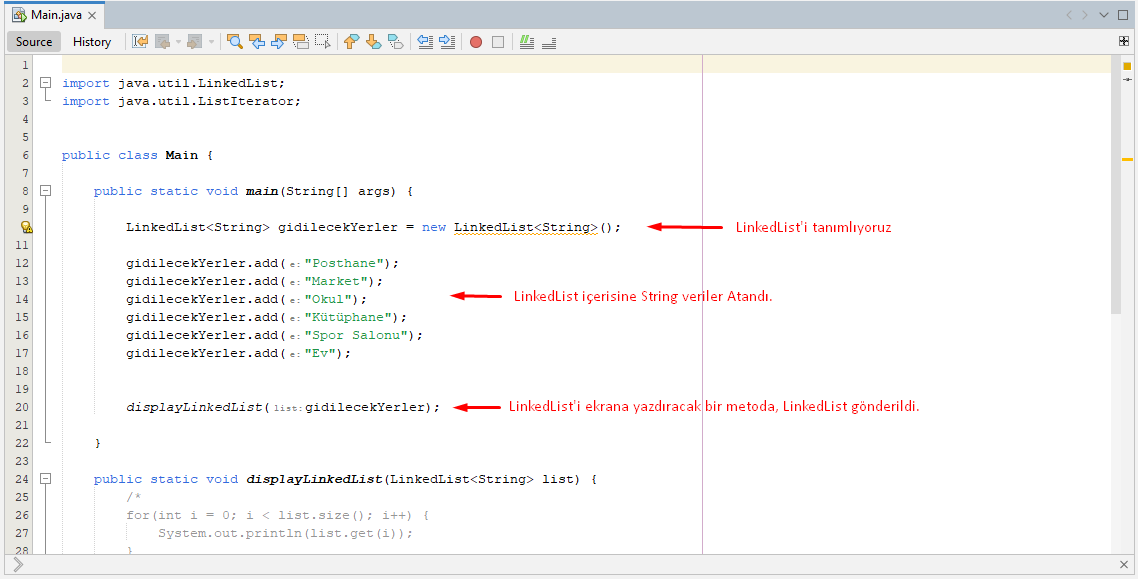 Main.java
Source History
1
2 import java.util.LinkedList;
3 import java.util.ListIterator;
4
5
6 public class Main {
7
8 public static void main(String[] args) {
9
LinkedList<String> gidilecekYerler = new LinkedList<String>(); LinkedList'i tanımlıyoruz
11
12 gidilecekYerler.add( e: "Posthane");
13 gidilecekYerler.add( e: "Market");
14 gidilecekYerler.add( e: "Okul"); LinkedList içerisine String veriler Atandı.
15 gidilecekYerler.add( e: "Kütüphane");
16 gidilecekYerler.add( e: "Spor Salonu");
17 gidilecekYerler.add( e: "Ev");
18
19
20 displayLinkedList( list: gidilecekYerler); LinkedList'i ekrana yazdıracak bir metoda, LinkedList gönderildi.
21
22 }
23
24 public static void displayLinkedList(LinkedList<String> list) {
25 /*
26 for(int i = 0; i < list.size(); i++) {
27 System.out.println(list.get(i));
28 }